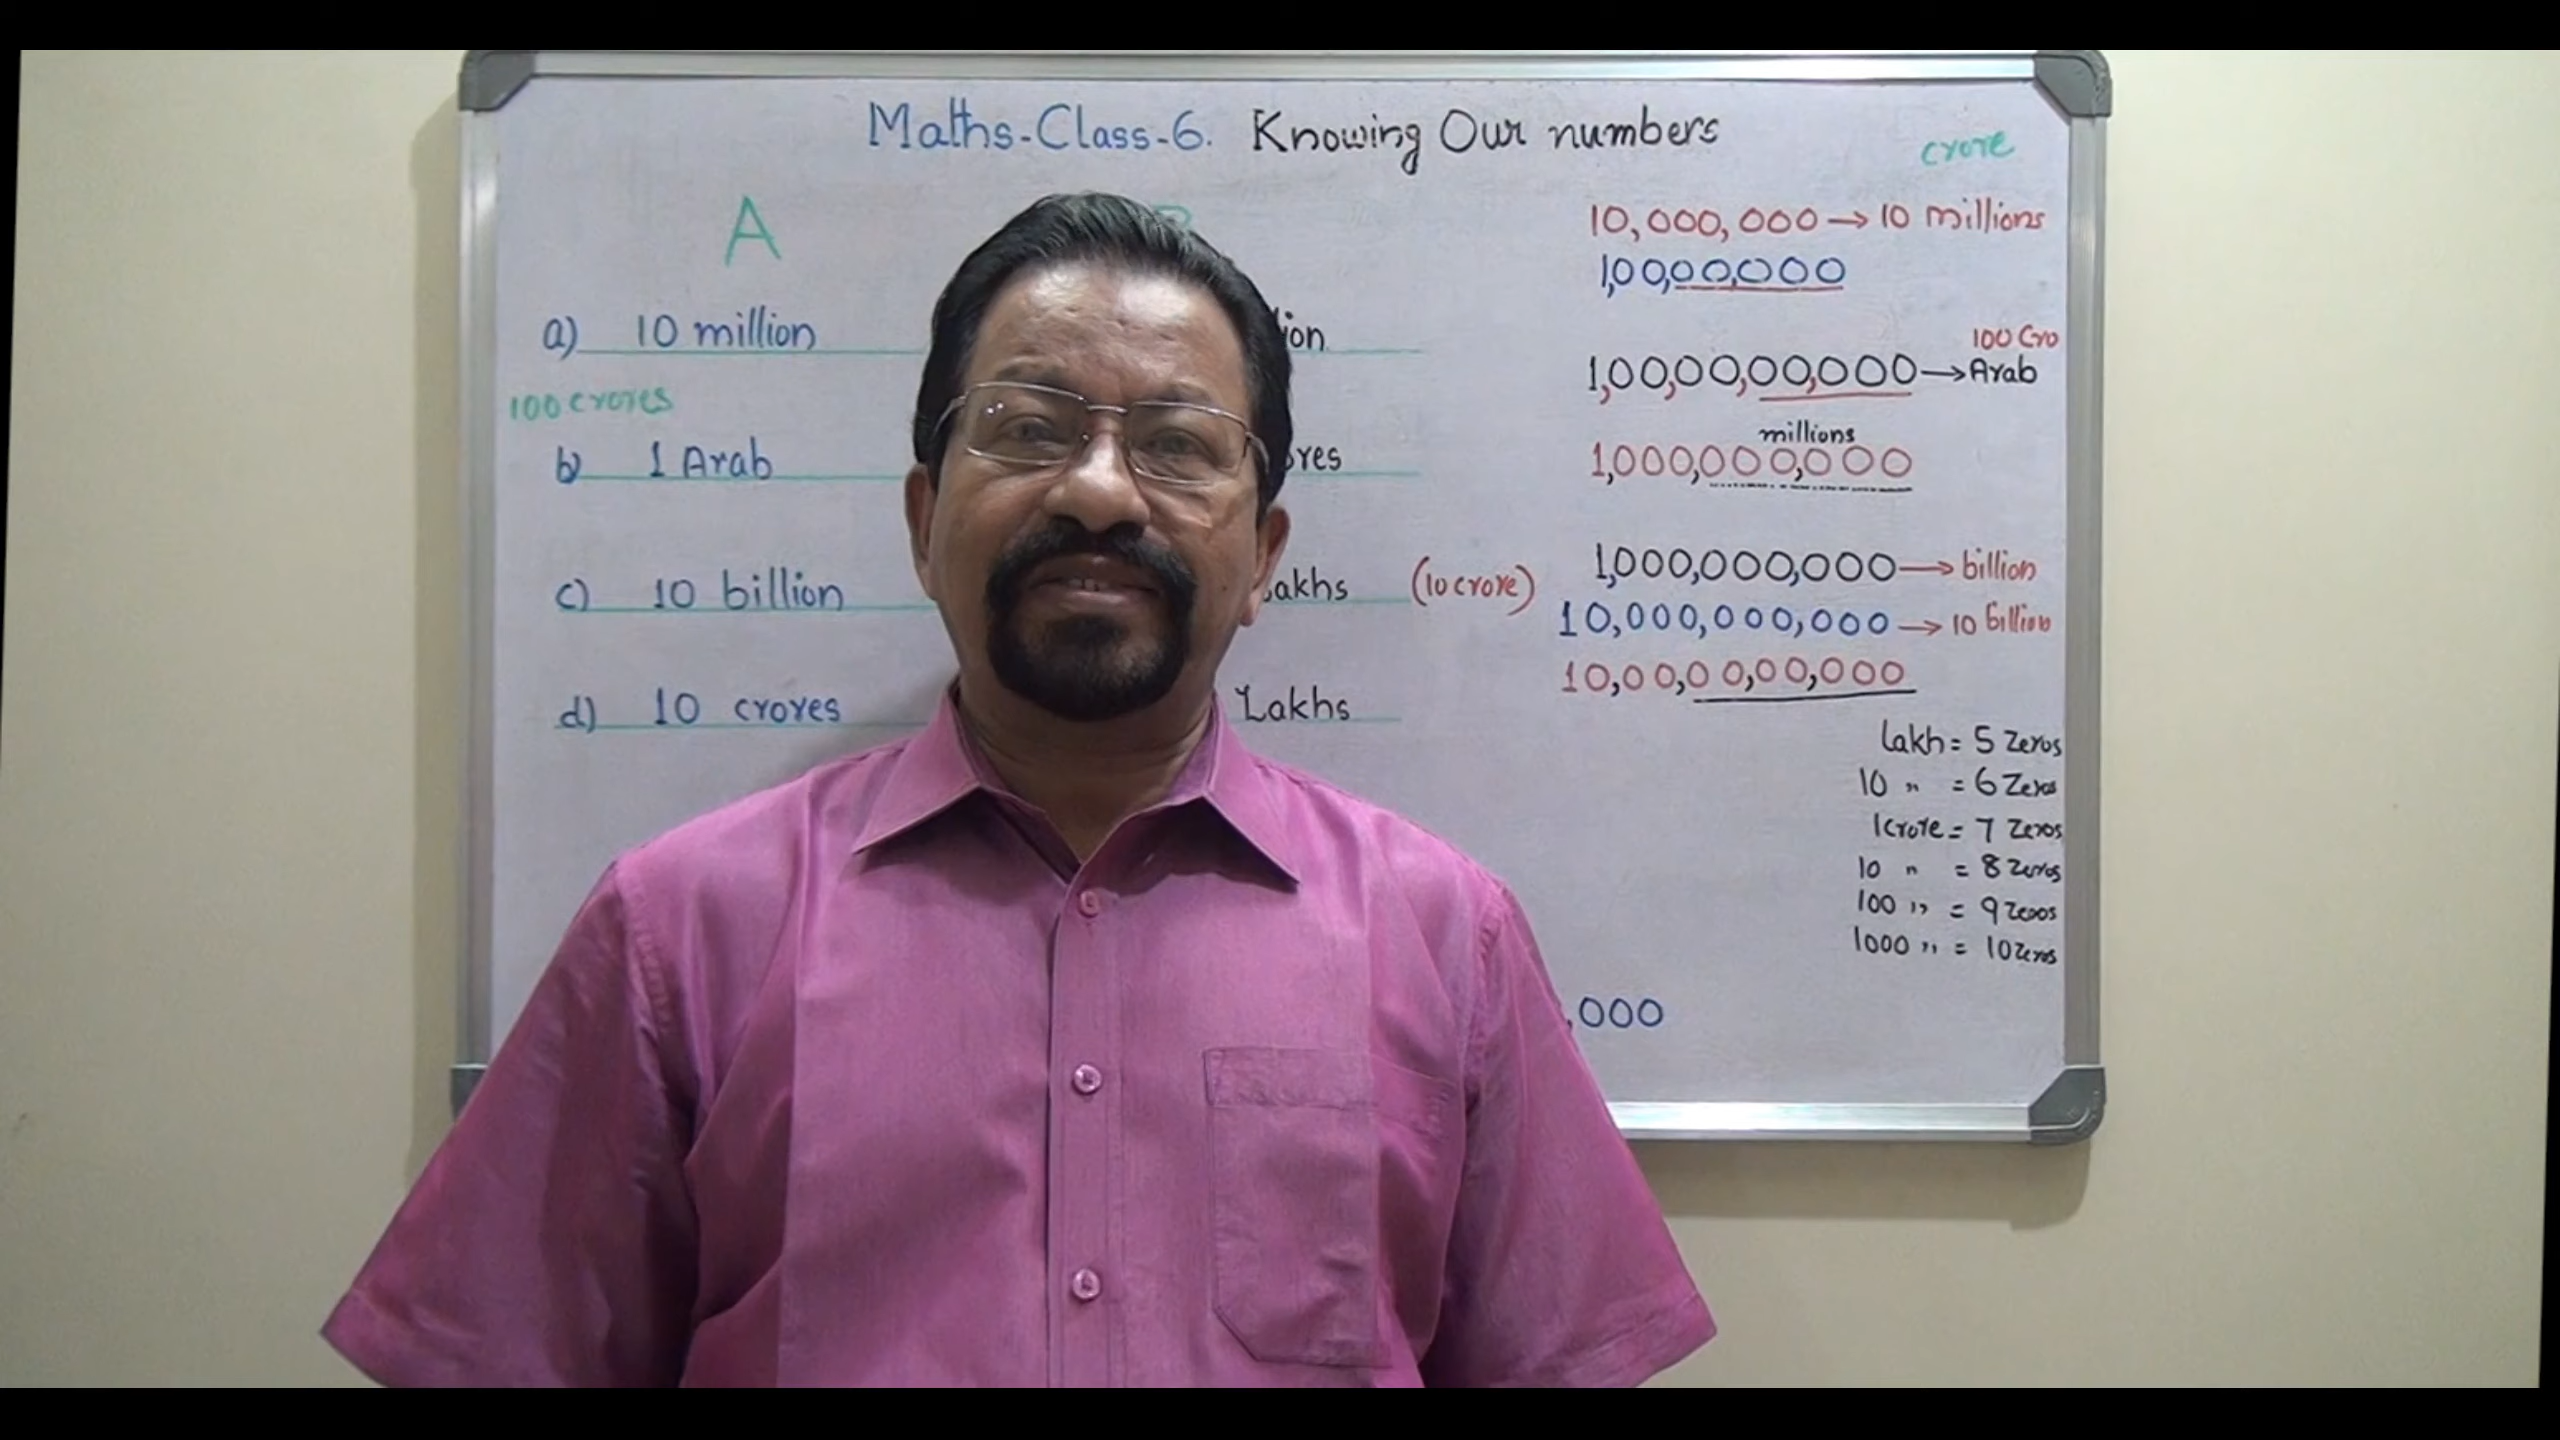 Maths-Class-6. Knowing Our numbers
crore
A
a) 10 million
100 crores
b) 1 Arab
ores
c) 10 billion
Lakhs (10 crore)
d) 10 crores
Lakhs
10,000,000 → 10 millions
1,00,00,000
100 Cro
1,00,00,00,000 → Arab
millions
1,000,000,000
1,000,000,000 → billion
10,000,000,000 → 10 billion
10,00,00,00,000
Lakh = 5 Zeros
10 " = 6 Zeros
1 Crore = 7 Zeros
10 " = 8 Zeros
100 " = 9 Zeros
1000 " = 10 Zeros
,000